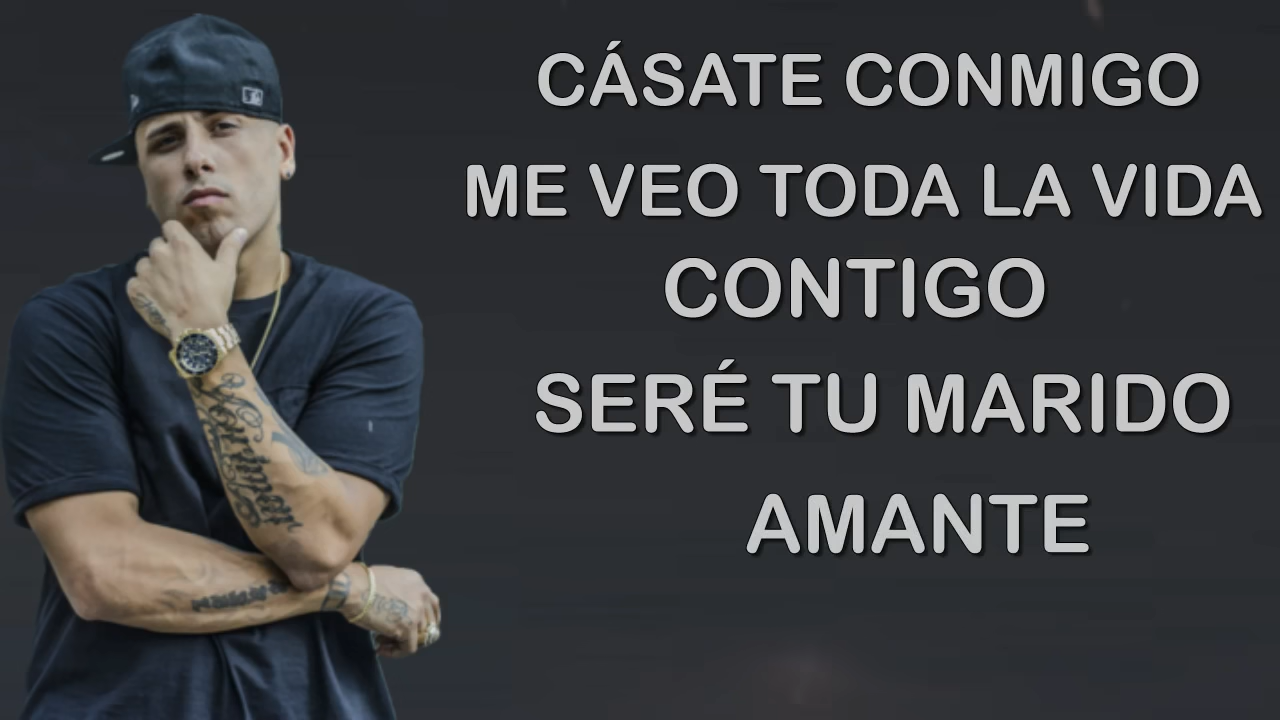 CÁSATE CONMIGO
ME VEO TODA LA VIDA
CONTIGO
SERÉ TU MARIDO
AMANTE